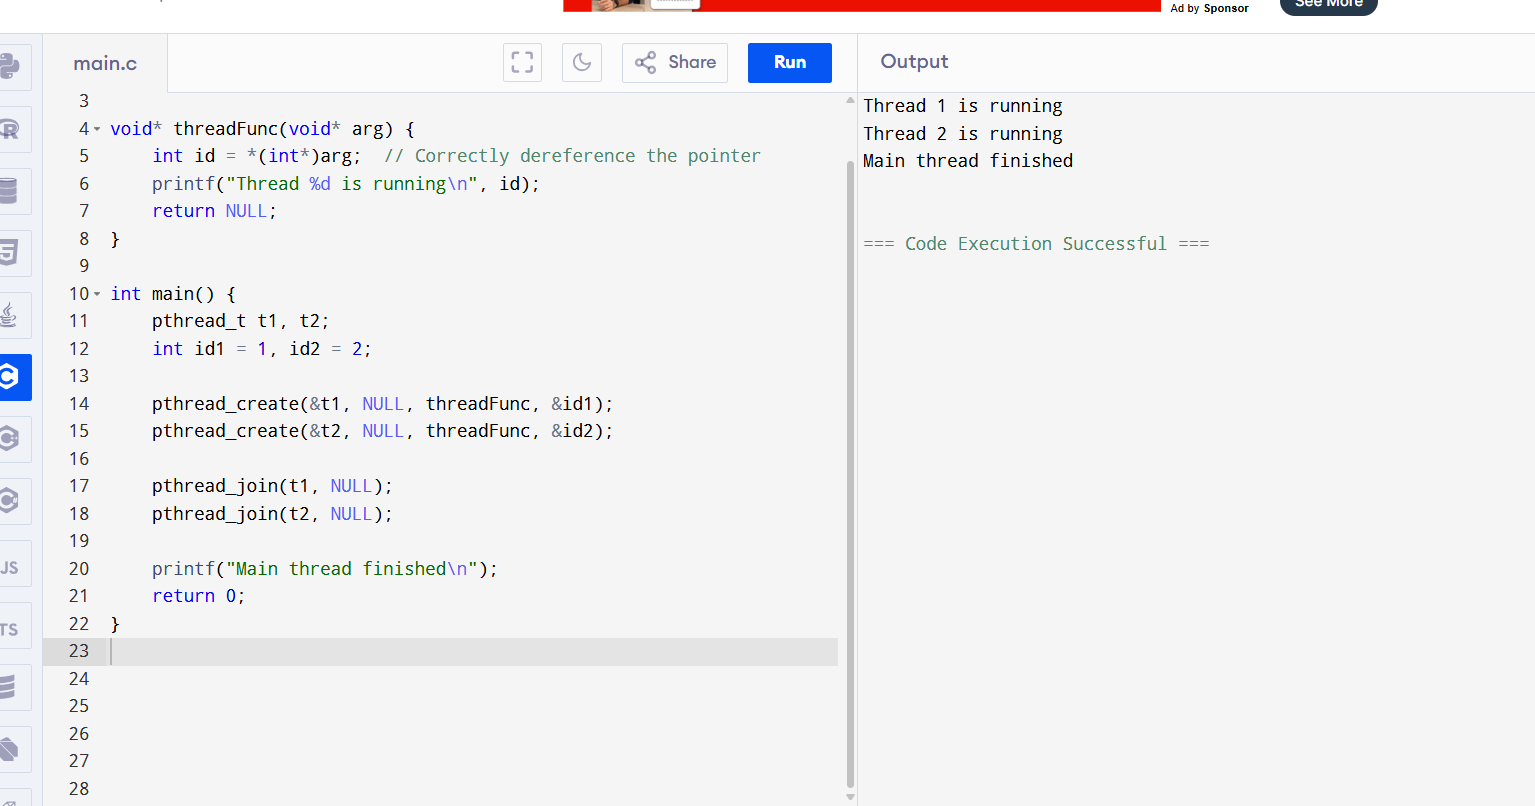 Ad by Sponsor
See More
main.c
Share
Run
Output
3
4 void* threadFunc(void* arg) {
5 int id = *(int*)arg;  // Correctly dereference the pointer
6 printf("Thread %d is running\n", id);
7 return NULL;
8 }
9
10 int main() {
11 pthread_t t1, t2;
12 int id1 = 1, id2 = 2;
13
14 pthread_create(&t1, NULL, threadFunc, &id1);
15 pthread_create(&t2, NULL, threadFunc, &id2);
16
17 pthread_join(t1, NULL);
18 pthread_join(t2, NULL);
19
20 printf("Main thread finished\n");
21 return 0;
22 }
23
24
25
26
27
28
Thread 1 is running
Thread 2 is running
Main thread finished
=== Code Execution Successful ===
R
5
C
C
C
JS
TS